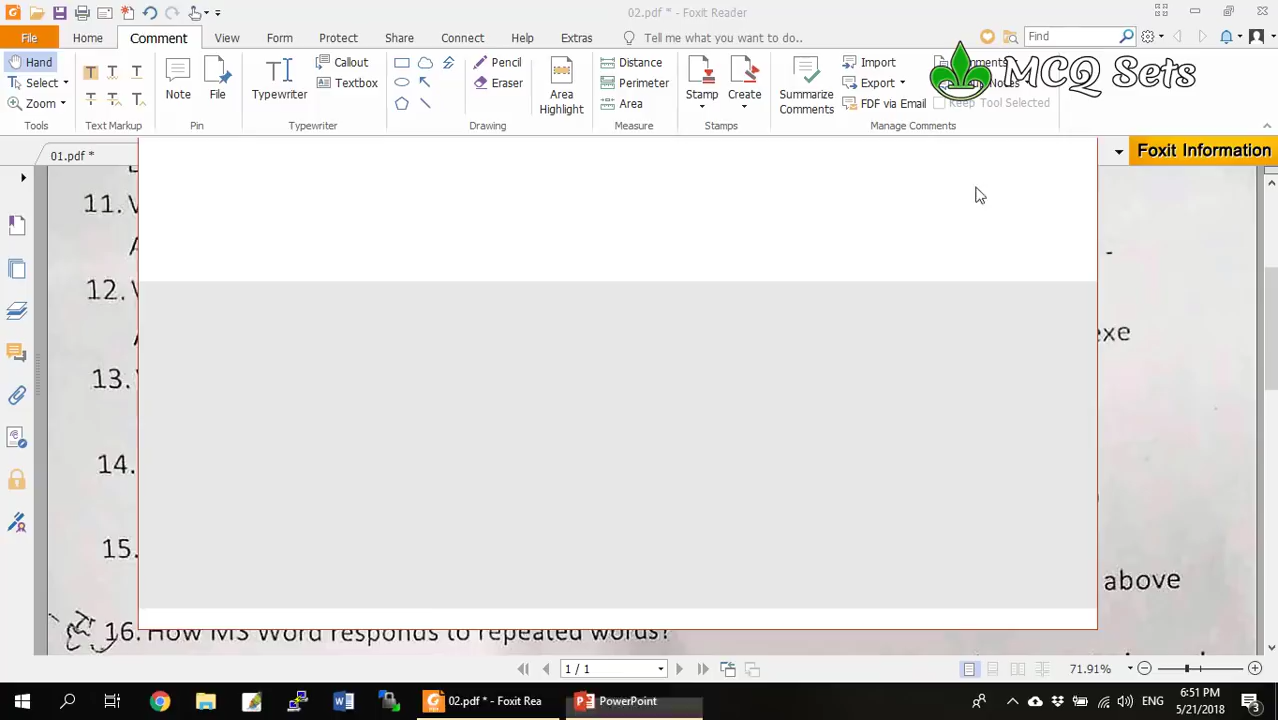 02.pdf * - Foxit Reader
File Home Comment View Form Protect Share Connect Help Extras Tell me what you want to do.. Find
Hand
Select
Zoom
Tools
Text Markup
Note
File
Pin
Typewriter
Callout
Textbox
Typewriter
Pencil
Eraser
Drawing
Area
Highlight
Distance
Perimeter
Area
Measure
Stamp
Create
Stamps
Summarize
Comments
Import
Export
FDF via Email
Keep Tool Selected
Manage Comments
MCQ Sets
01.pdf *
Foxit Information
11.
12.
exe
13.
14.
15.
above
16. How MS Word responds to repeated words?
1 / 1
71.91%
02.pdf * - Foxit Rea
PowerPoint
ENG
6:51 PM
5/21/2018
3